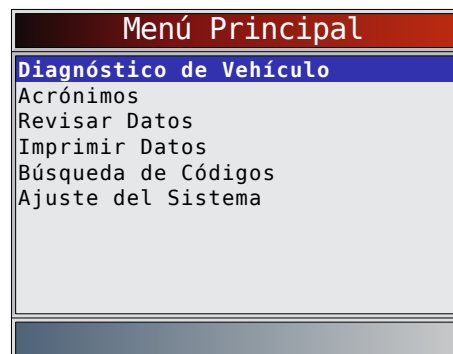 Menú Principal
Diagnóstico de Vehículo
Acrónimos
Revisar Datos
Imprimir Datos
Búsqueda de Códigos
Ajuste del Sistema